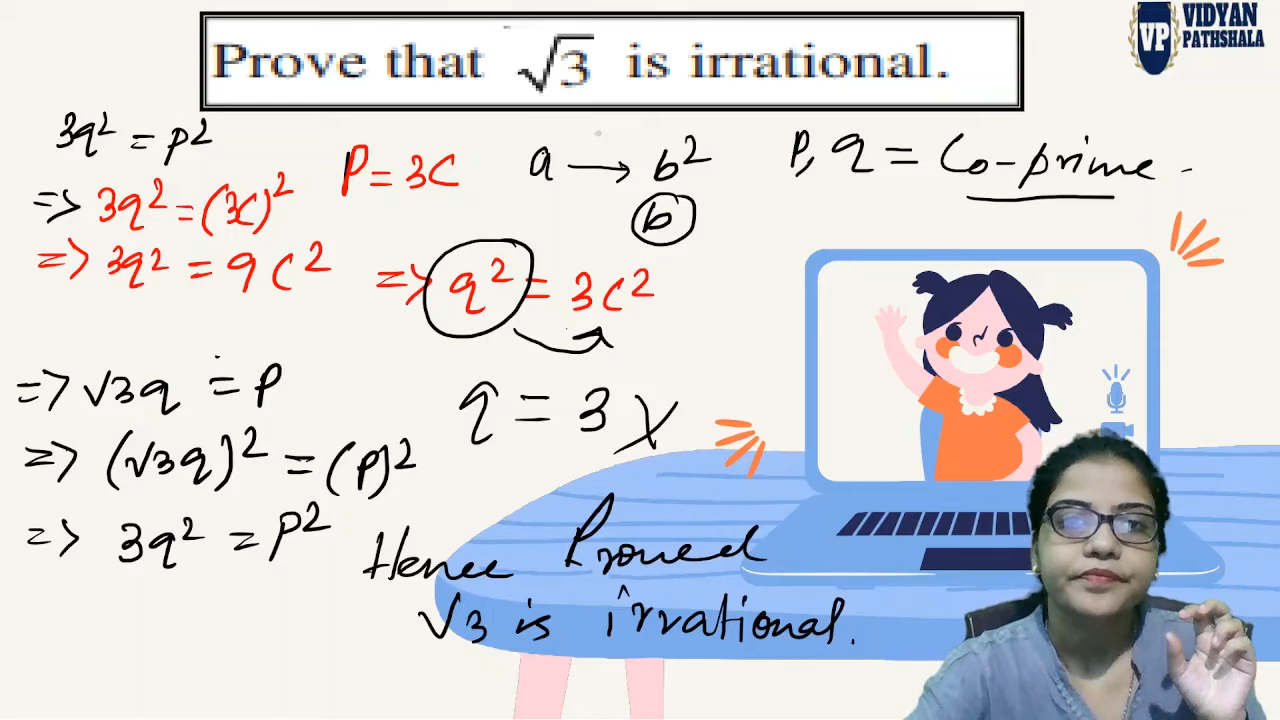 Prove that √3 is irrational.
VIDYAN
PATHSHALA
VP
3q² = p²
=> 3q² = (3c)²
=> 3q² = 9c²
P = 3C
a → b²
b
P, q = Co-prime
=> q² = 3c²
=> √3q = p
=> (√3q)² = (p)²
=> 3q² = p²
q = 3x
Hence Proved
√3 is irrational.